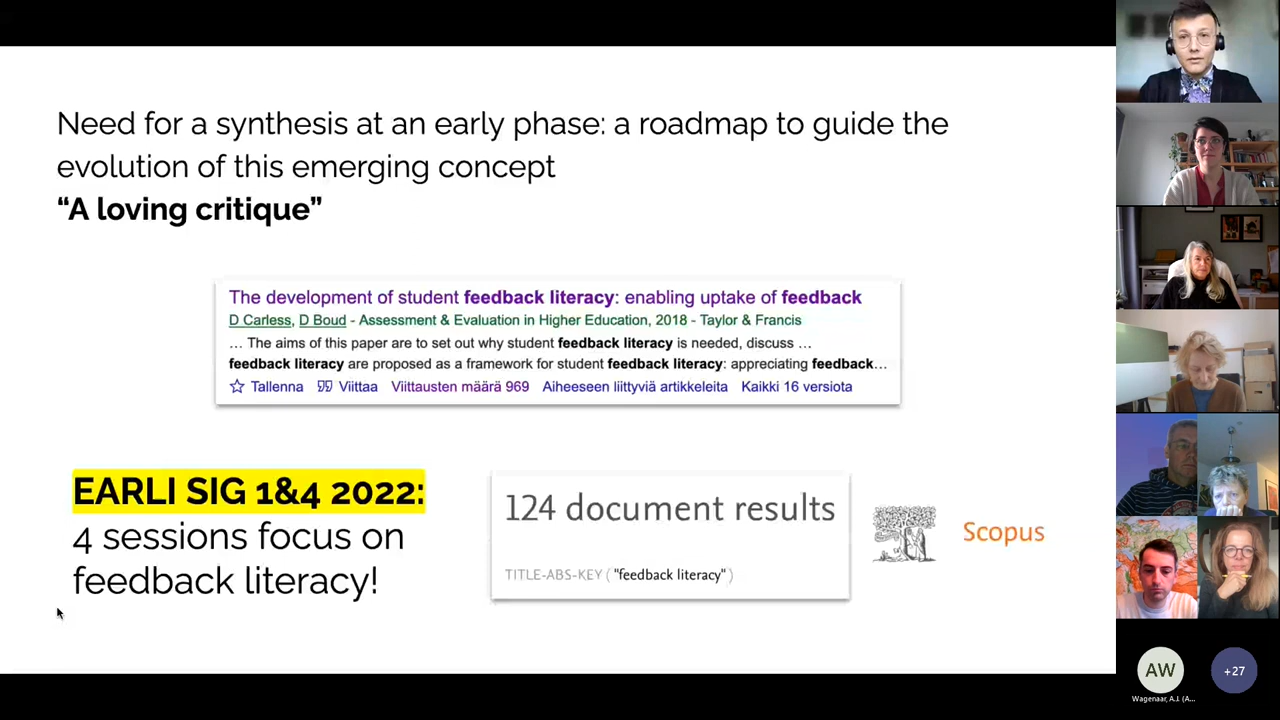 Need for a synthesis at an early phase: a roadmap to guide the
evolution of this emerging concept
“A loving critique”
The development of student feedback literacy: enabling uptake of feedback
D Carless, D Boud - Assessment & Evaluation in Higher Education, 2018 - Taylor & Francis
... The aims of this paper are to set out why student feedback literacy is needed, discuss ...
feedback literacy are proposed as a framework for student feedback literacy: appreciating feedback...
Tallenna Viittaa Viittausten määrä 969 Aiheeseen liittyviä artikkeleita Kaikki 16 versiota
EARLI SIG 1&4 2022:
4 sessions focus on
feedback literacy!
124 document results
TITLE-ABS-KEY ( "feedback literacy" )
Scopus
AW
+27
Wagenaar, A.I. (A...